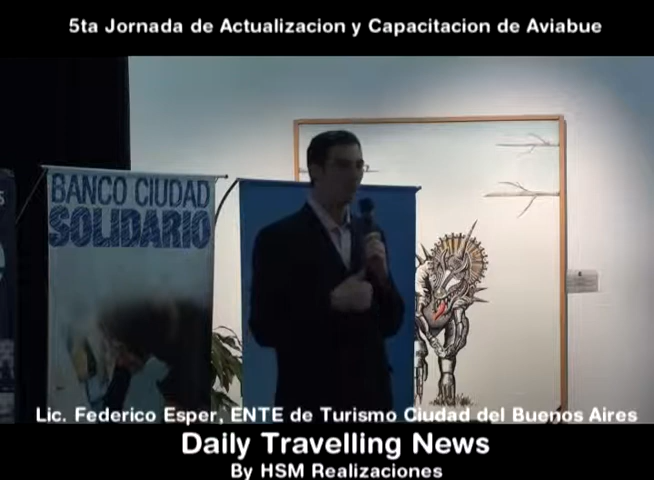 5ta Jornada de Actualizacion y Capacitacion de Aviabue
BANCO CIUDAD
SOLIDARIO
Lic. Federico Esper, ENTE de Turismo Ciudad del Buenos Aires
Daily Travelling News
By HSM Realizaciones